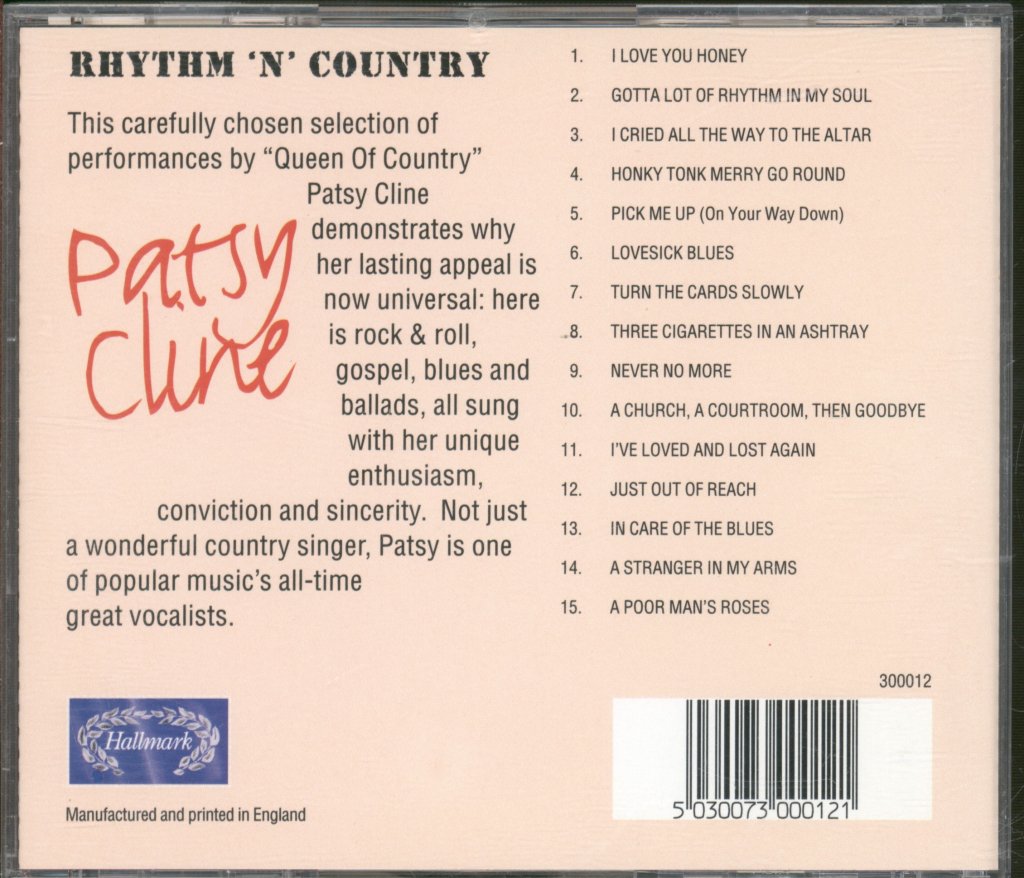 RHYTHM 'N' COUNTRY
This carefully chosen selection of
performances by “Queen Of Country”
Patsy Cline
demonstrates why
her lasting appeal is
now universal: here
is rock & roll,
gospel, blues and
ballads, all sung
with her unique
enthusiasm,
conviction and sincerity. Not just
a wonderful country singer, Patsy is one
of popular music's all-time
great vocalists.
Patsy
Cline
1. I LOVE YOU HONEY
2. GOTTA LOT OF RHYTHM IN MY SOUL
3. I CRIED ALL THE WAY TO THE ALTAR
4. HONKY TONK MERRY GO ROUND
5. PICK ME UP (On Your Way Down)
6. LOVESICK BLUES
7. TURN THE CARDS SLOWLY
8. THREE CIGARETTES IN AN ASHTRAY
9. NEVER NO MORE
10. A CHURCH, A COURTROOM, THEN GOODBYE
11. I'VE LOVED AND LOST AGAIN
12. JUST OUT OF REACH
13. IN CARE OF THE BLUES
14. A STRANGER IN MY ARMS
15. A POOR MAN'S ROSES
300012
Hallmark
Manufactured and printed in England
5 030073 000121